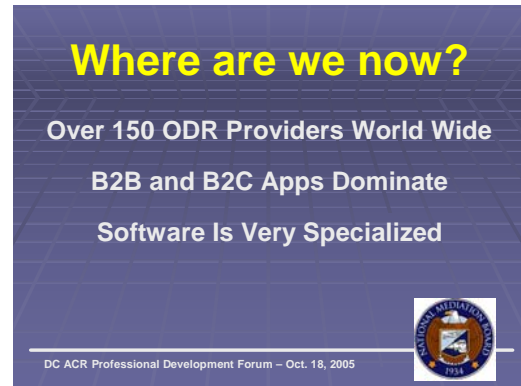 Where are we now?
Over 150 ODR Providers World Wide
B2B and B2C Apps Dominate
Software Is Very Specialized
NATIONAL MEDIATION BOARD
1934
DC ACR Professional Development Forum – Oct. 18, 2005